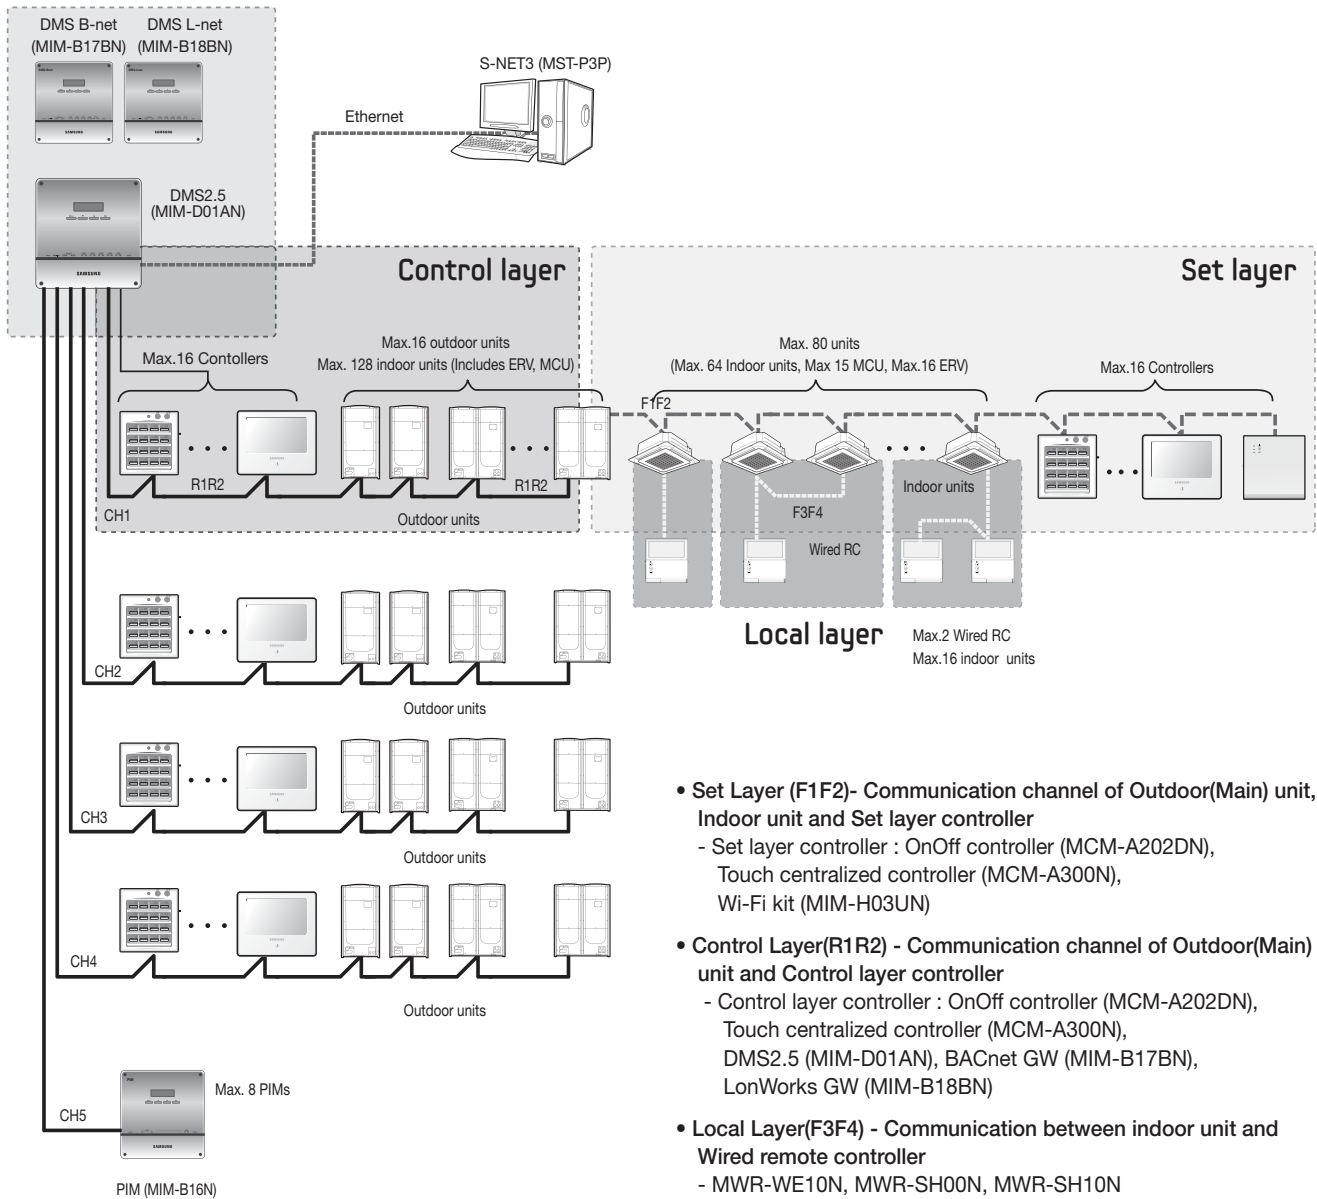 DMS B-net
(MIM-B17BN)
DMS L-net
(MIM-B18BN)
SAMSUNG
SAMSUNG
S-NET3 (MST-P3P)
Ethernet
DMS2.5
(MIM-D01AN)
SAMSUNG
Control layer
Set layer
Max.16 Contollers
Max.16 outdoor units
Max. 128 indoor units (Includes ERV, MCU)
Max. 80 units
(Max. 64 Indoor units, Max 15 MCU, Max.16 ERV)
Max.16 Controllers
F1F2
R1R2
R1R2
CH1
Outdoor units
Indoor units
F3F4
Wired RC
Local layer
Max.2 Wired RC
Max.16 indoor units
CH2
Outdoor units
CH3
Outdoor units
CH4
Outdoor units
CH5
PIM
SAMSUNG
Max. 8 PIMs
PIM (MIM-B16N)
• Set Layer (F1F2)- Communication channel of Outdoor(Main) unit,
Indoor unit and Set layer controller
- Set layer controller : OnOff controller (MCM-A202DN),
Touch centralized controller (MCM-A300N),
Wi-Fi kit (MIM-H03UN)
• Control Layer(R1R2) - Communication channel of Outdoor(Main)
unit and Control layer controller
- Control layer controller : OnOff controller (MCM-A202DN),
Touch centralized controller (MCM-A300N),
DMS2.5 (MIM-D01AN), BACnet GW (MIM-B17BN),
LonWorks GW (MIM-B18BN)
• Local Layer(F3F4) - Communication between indoor unit and
Wired remote controller
- MWR-WE10N, MWR-SH00N, MWR-SH10N